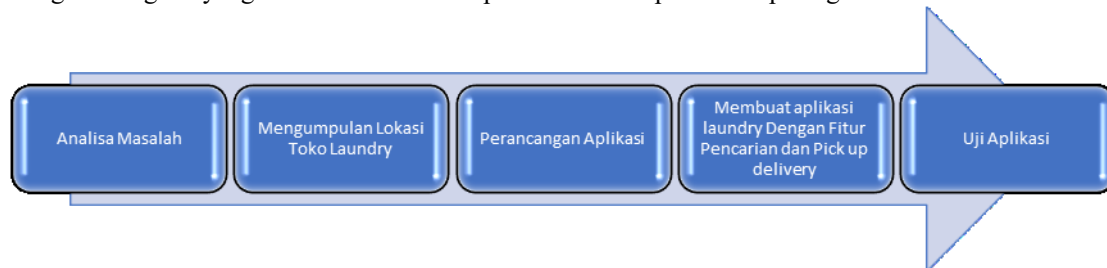 Analisa Masalah
Mengumpulan Lokasi
Toko Laundry
Perancangan Aplikasi
Membuat aplikasi
laundry Dengan Fitur
Pencarian dan Pick up
delivery
Uji Aplikasi